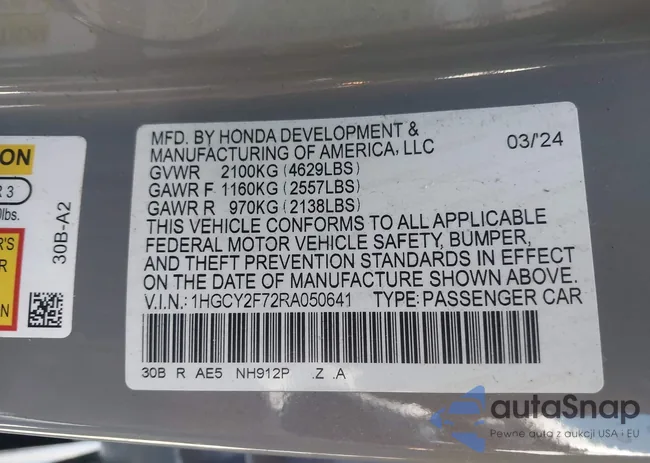 ON
R 3
lbs.
R'S
R
30B-A2
MFD. BY HONDA DEVELOPMENT &
MANUFACTURING OF AMERICA, LLC
03/'24
GVWR 2100KG (4629LBS)
GAWR F 1160KG (2557LBS)
GAWR R 970KG (2138LBS)
THIS VEHICLE CONFORMS TO ALL APPLICABLE
FEDERAL MOTOR VEHICLE SAFETY, BUMPER,
AND THEFT PREVENTION STANDARDS IN EFFECT
ON THE DATE OF MANUFACTURE SHOWN ABOVE.
V.I.N.: 1HGCY2F72RA050641 TYPE: PASSENGER CAR
30B R AE5 NH912P .Z .A
autoSnap
Pewne auta z aukcji USA i EU